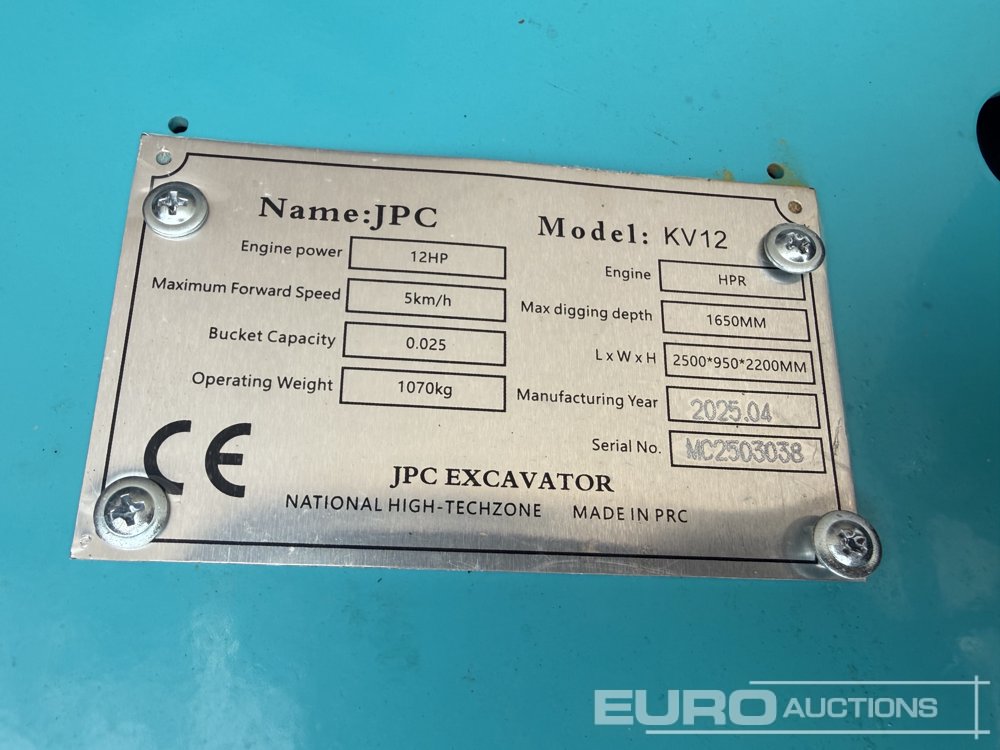 Name:JPC Model: KV12
Engine power 12HP Engine HPR
Maximum Forward Speed 5km/h Max digging depth 1650MM
Bucket Capacity 0.025 L x W x H 2500*950*2200MM
Operating Weight 1070kg Manufacturing Year 2025.04
Serial No. MC2503038
CE
JPC EXCAVATOR
NATIONAL HIGH-TECHZONE MADE IN PRC
EURO AUCTIONS